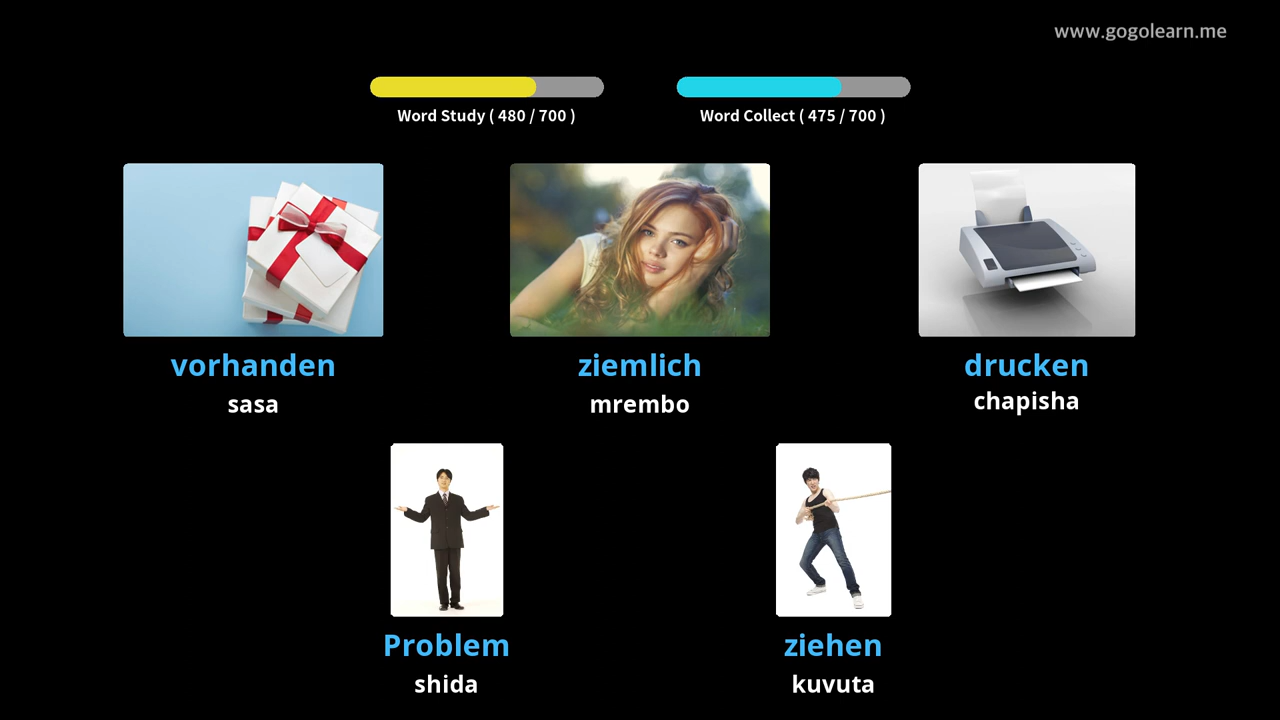 www.gogolearn.me
Word Study ( 480 / 700 )
Word Collect ( 475 / 700 )
vorhanden
sasa
ziemlich
mrembo
drucken
chapisha
Problem
shida
ziehen
kuvuta